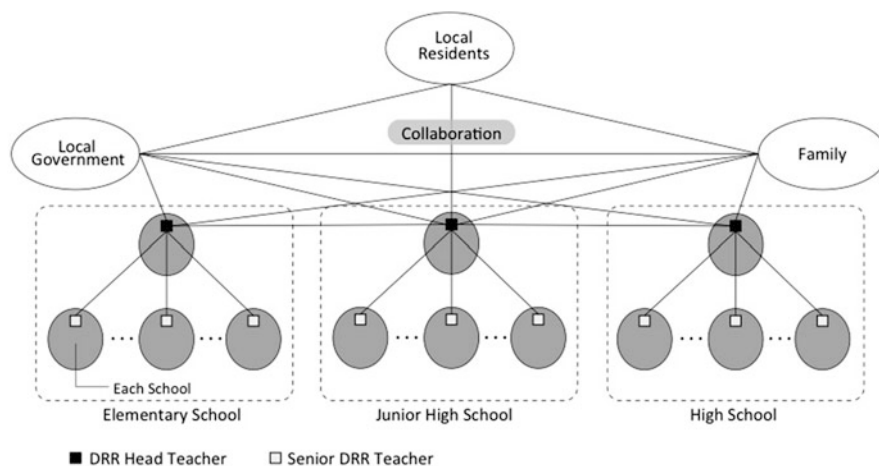 Local
Residents
Collaboration
Local
Government
Family
Each School
Elementary School
Junior High School
High School
DRR Head Teacher
Senior DRR Teacher